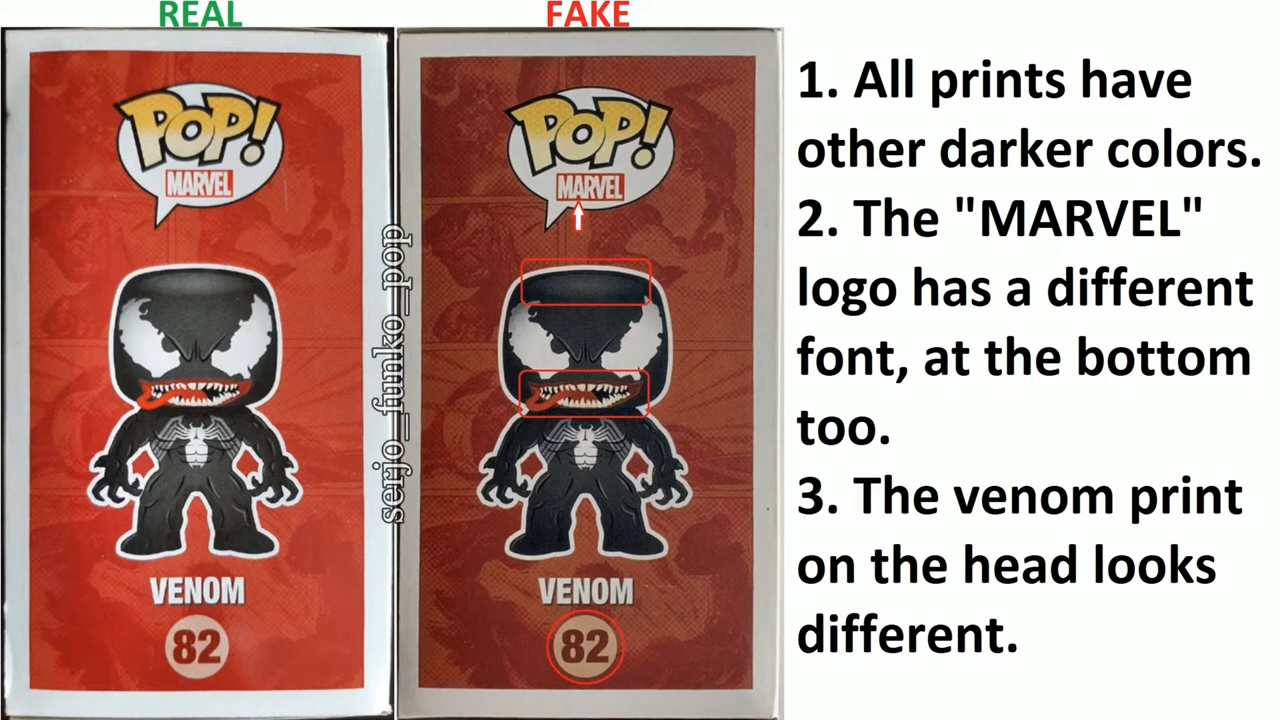 REAL
FAKE
POP!
MARVEL
VENOM
82
serjo_funko_pop
POP!
MARVEL
VENOM
82
1. All prints have
other darker colors.
2. The "MARVEL"
logo has a different
font, at the bottom
too.
3. The venom print
on the head looks
different.